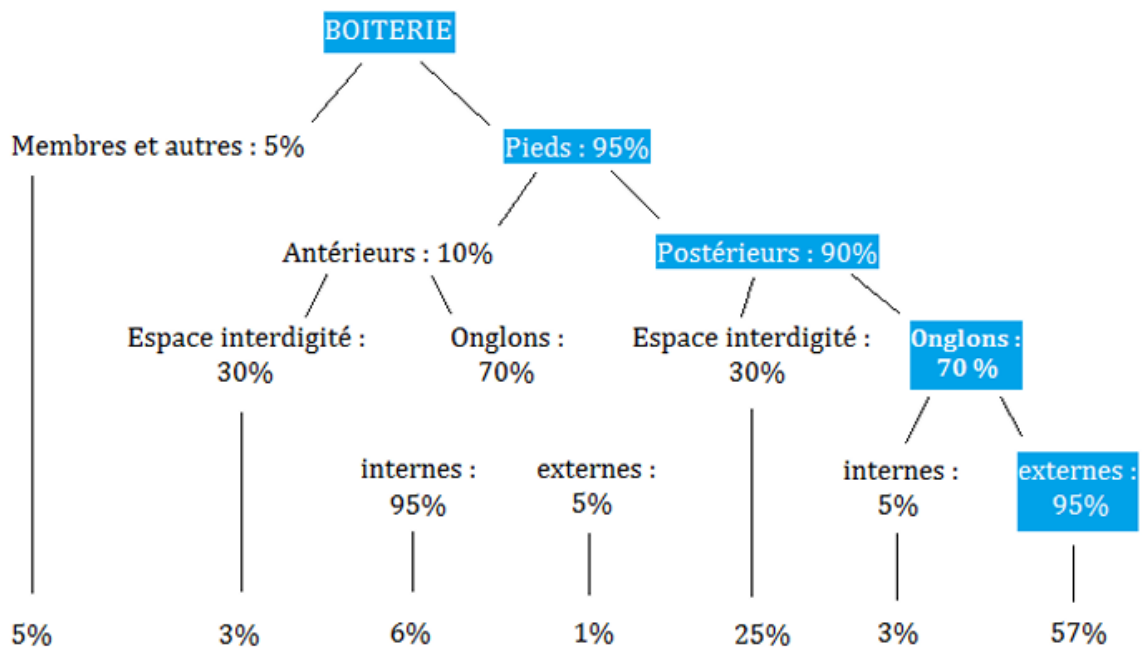 BOITERIE
Membres et autres : 5%
Pieds : 95%
Antérieurs : 10%
Postérieurs : 90%
Espace interdigité :
30%
Onglons :
70%
Espace interdigité :
30%
Onglons :
70 %
internes :
95%
externes :
5%
internes :
5%
externes :
95%
5%
3%
6%
1%
25%
3%
57%